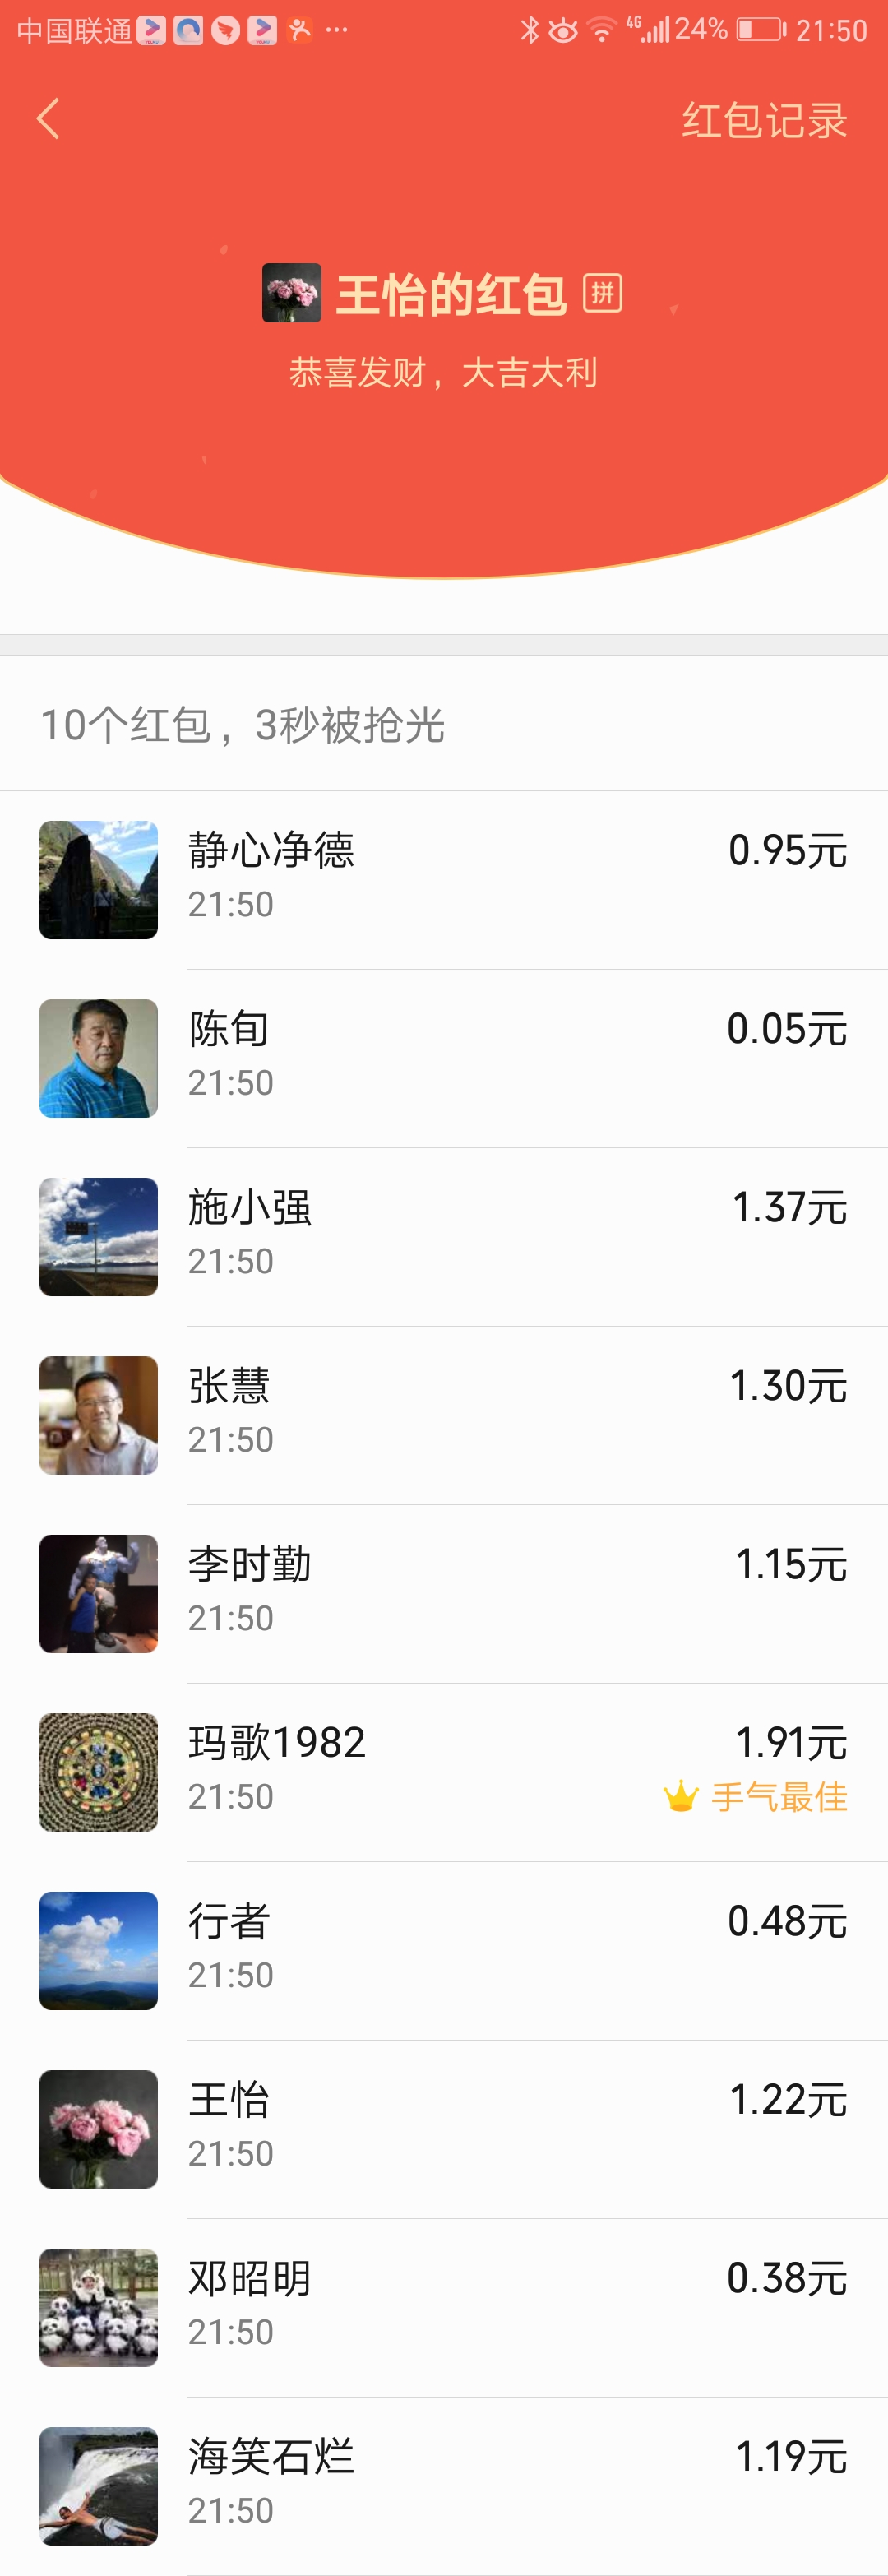 中国联通 ··· 4G 24% 21:50
红包记录
王怡的红包 拼
恭喜发财，大吉大利
10个红包，3秒被抢光
静心净德 0.95元
21:50
陈旬 0.05元
21:50
施小强 1.37元
21:50
张慧 1.30元
21:50
李时勤 1.15元
21:50
玛歌1982 1.91元
21:50 手气最佳
行者 0.48元
21:50
王怡 1.22元
21:50
邓昭明 0.38元
21:50
海笑石烂 1.19元
21:50